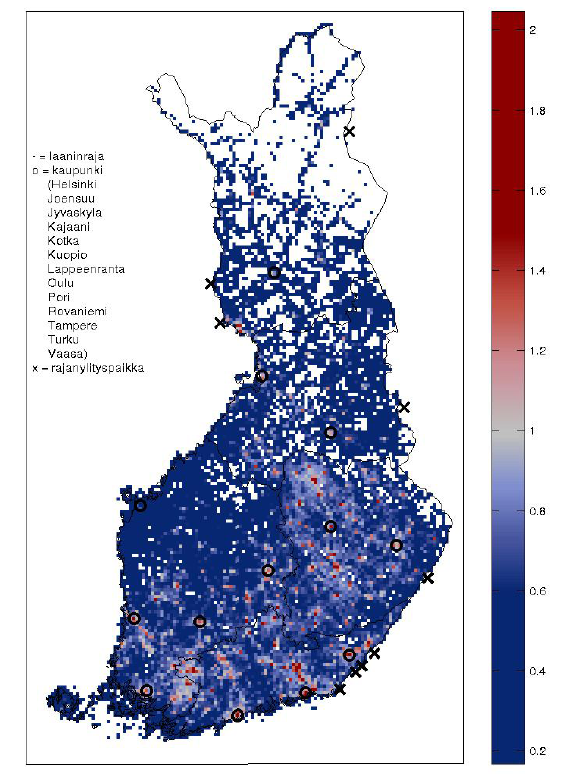 - = laaninraja
o = kaupunki
(Helsinki
Joensuu
Jyvaskyla
Kajaani
Kotka
Kuopio
Lappeenranta
Oulu
Pori
Rovaniemi
Tampere
Turku
Vaasa)
x = rajanylityspaikka
2
1.8
1.6
1.4
1.2
1
0.8
0.6
0.4
0.2